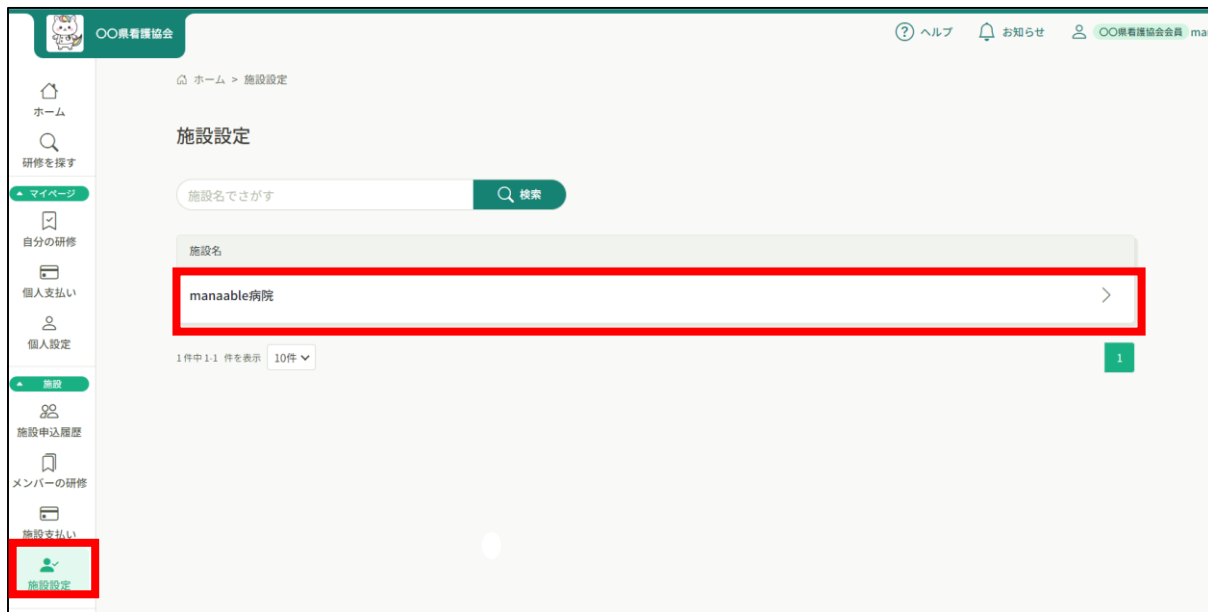 〇〇県看護協会
ヘルプ
お知らせ
〇〇県看護協会会員
ホーム > 施設設定
ホーム
研修を探す
マイページ
自分の研修
個人支払い
個人設定
施設
施設申込履歴
メンバーの研修
施設支払い
施設設定
施設設定
施設名でさがす
検索
施設名
manaable病院
1件中1-1 件を表示
10件
1